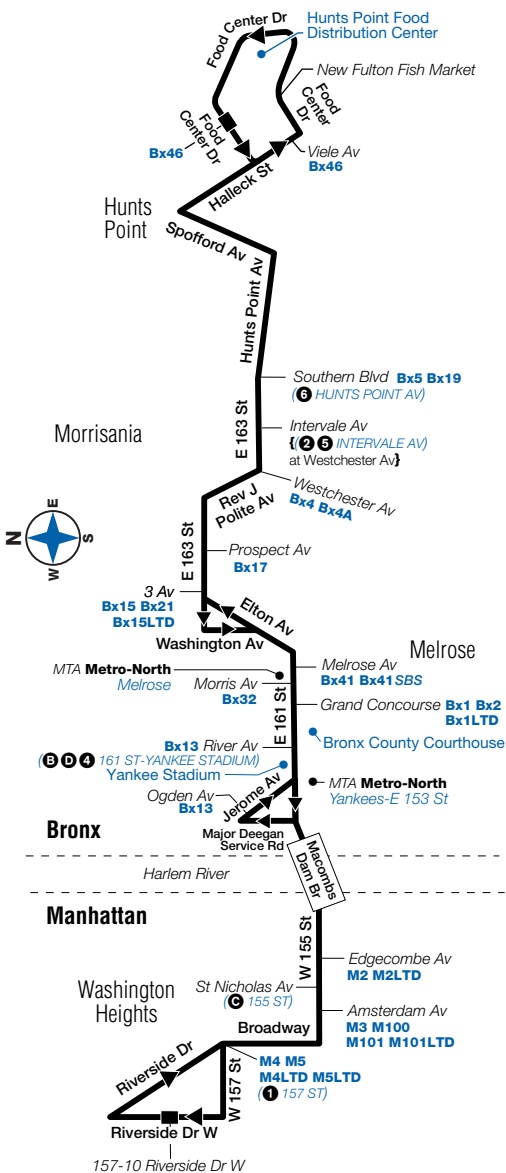 Food Center Dr
Hunts Point Food
Distribution Center
New Fulton Fish Market
Food
Center
Dr
Food
Center Dr
Bx46
Viele Av
Bx46
Halleck St
Hunts
Point
Spofford Av
Hunts Point Av
Southern Blvd Bx5 Bx19
(6 HUNTS POINT AV)
E 163 St
Intervale Av
{(2 5 INTERVALE AV)
at Westchester Av}
Morrisania
Westchester Av
Bx4 Bx4A
Rev J
Polite Av
N
E
S
W
E 163 St
Prospect Av
Bx17
3 Av
Bx15 Bx21
Bx15LTD
Elton Av
Washington Av
Melrose
MTA Metro-North
Melrose
Melrose Av
Bx41 Bx41SBS
Morris Av
Bx32
E 161 St
Grand Concourse Bx1 Bx2
Bx1LTD
Bx13 River Av
(B D 4 161 ST-YANKEE STADIUM)
Yankee Stadium
Bronx County Courthouse
MTA Metro-North
Yankees-E 153 St
Ogden Av
Bx13
Jerome Av
Major Deegan
Service Rd
Bronx
Macombs
Dam Br
Harlem River
Manhattan
W 155 St
Edgecombe Av
M2 M2LTD
St Nicholas Av
(C 155 ST)
Washington
Heights
Amsterdam Av
M3 M100
M101 M101LTD
Broadway
Riverside Dr
W 157 St
M4 M5
M4LTD M5LTD
(1 157 ST)
Riverside Dr W
157-10 Riverside Dr W